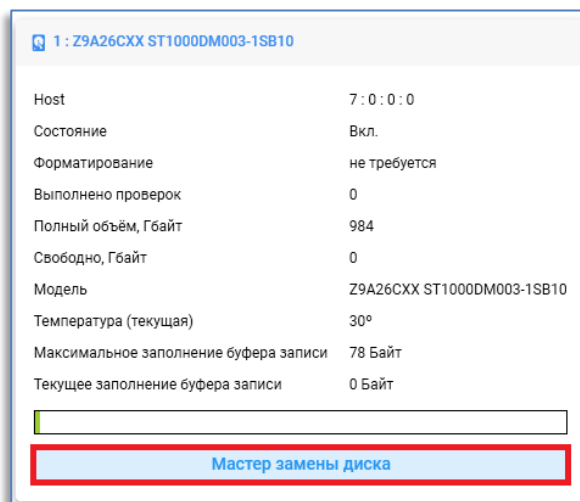 1 : Z9A26CXX ST1000DM003-1SB10
Host 7 : 0 : 0 : 0
Состояние Вкл.
Форматирование не требуется
Выполнено проверок 0
Полный объём, Гбайт 984
Свободно, Гбайт 0
Модель Z9A26CXX ST1000DM003-1SB10
Температура (текущая) 30º
Максимальное заполнение буфера записи 78 Байт
Текущее заполнение буфера записи 0 Байт
Мастер замены диска